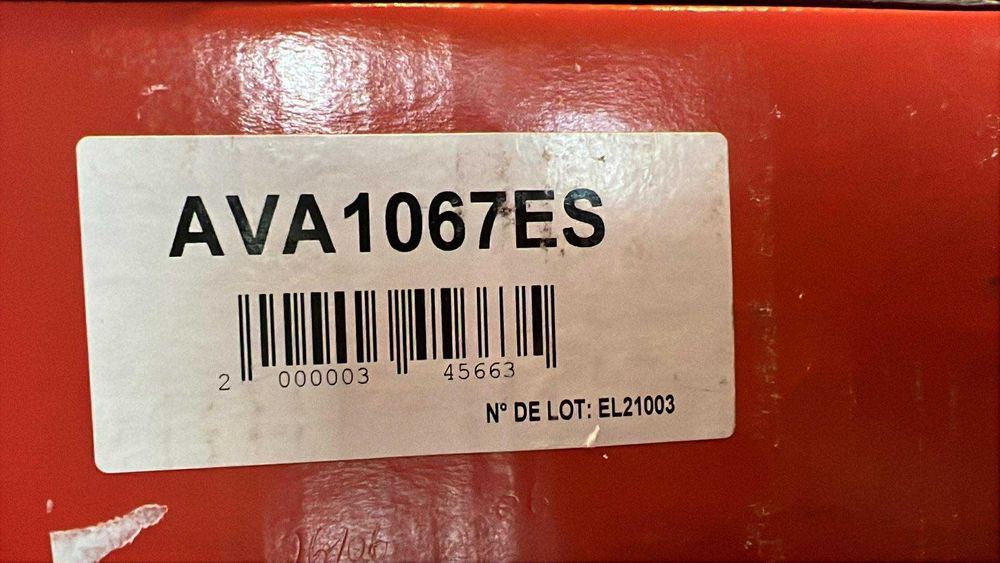 AVA1067ES
2 000003 45663
N° DE LOT: EL21003